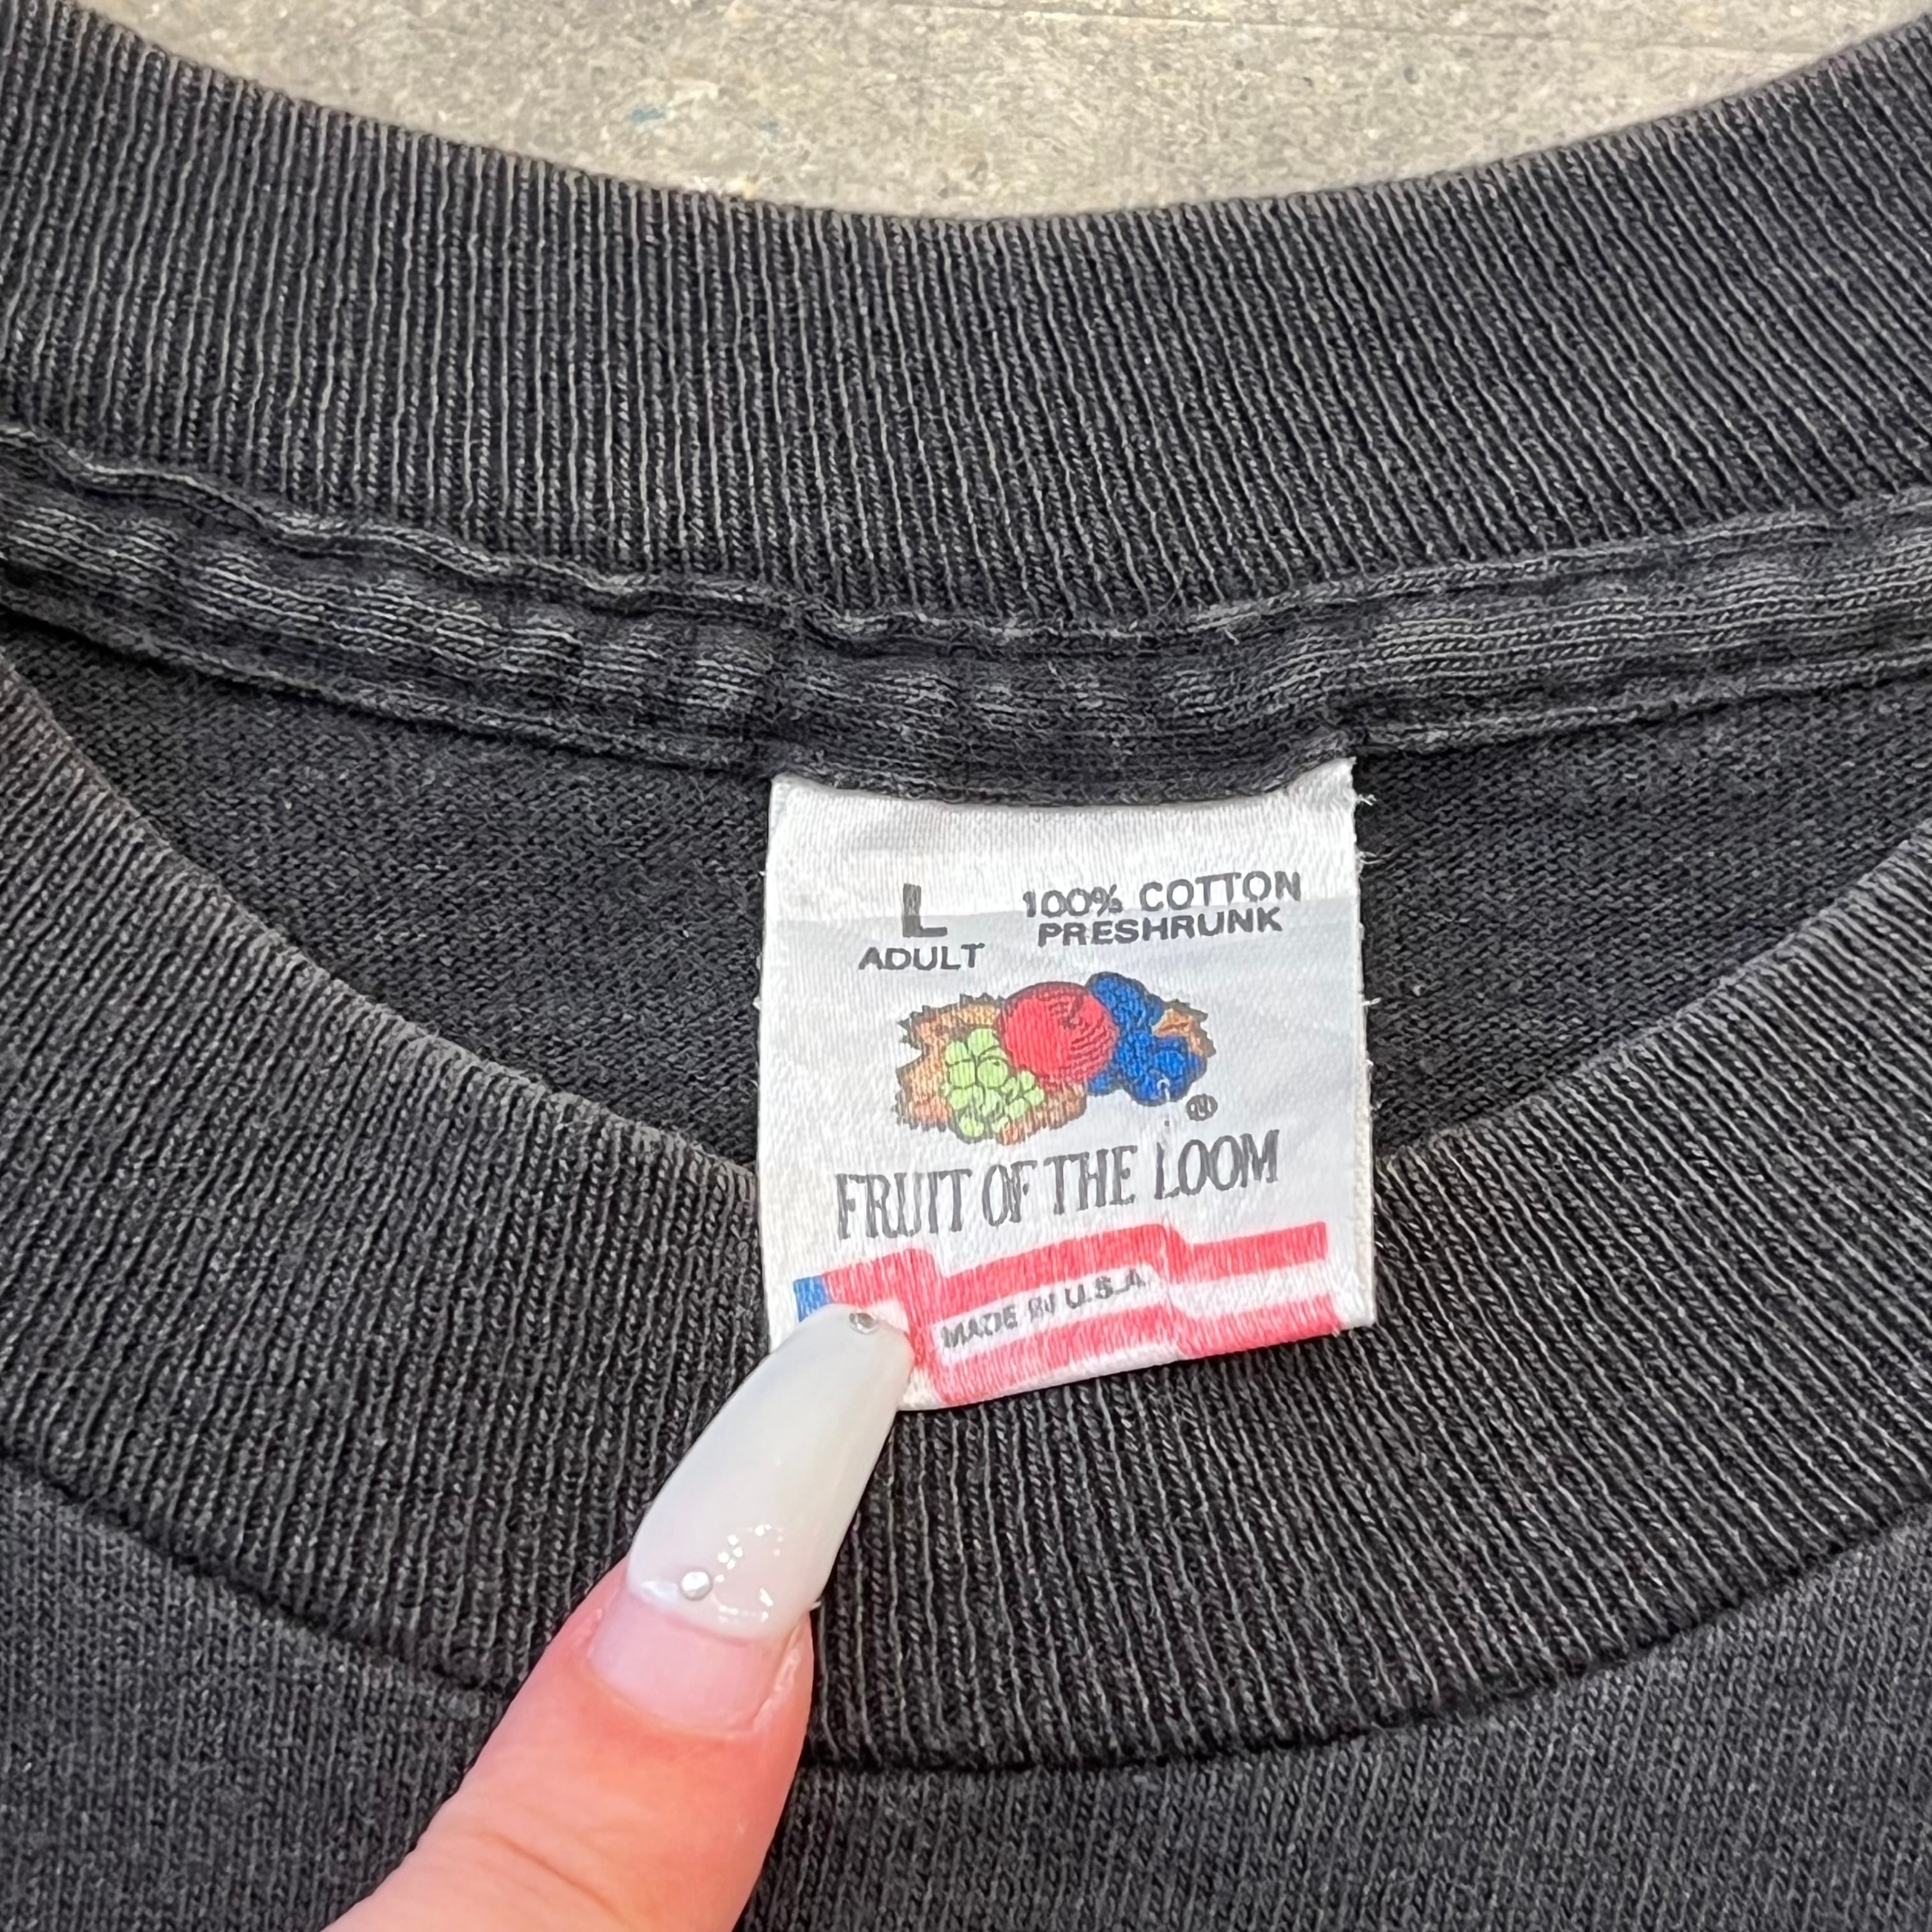 L
ADULT
100% COTTON
PRESHRUNK
®
FRUIT OF THE LOOM
MADE IN U.S.A.